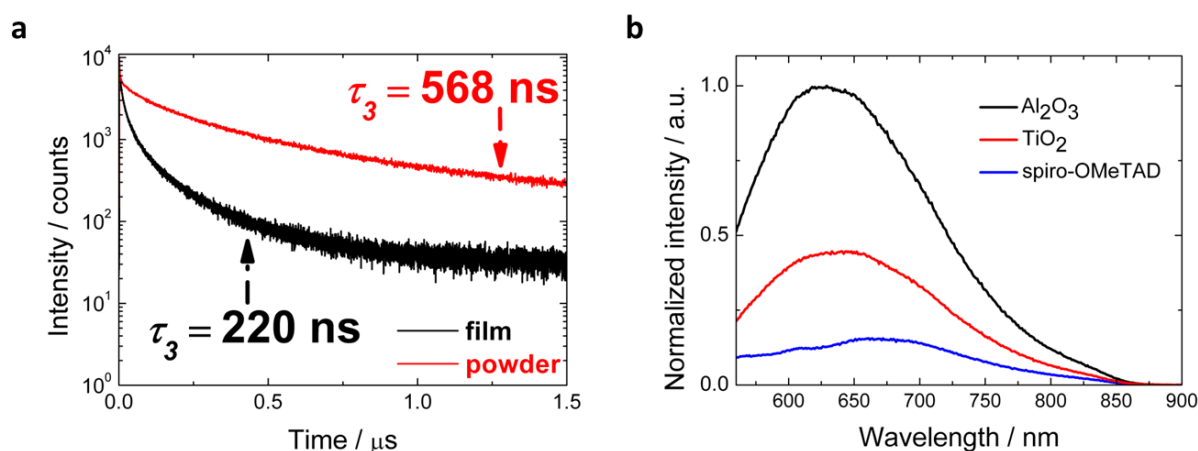 a
10⁴
10³
10²
10¹
10⁰
Intensity / counts
τ₃ = 568 ns
τ₃ = 220 ns
film
powder
0.0 0.5 1.0 1.5
Time / μs
b
1.0
0.5
0.0
Normalized intensity / a.u.
Al₂O₃
TiO₂
spiro-OMeTAD
600 650 700 750 800 850 900
Wavelength / nm